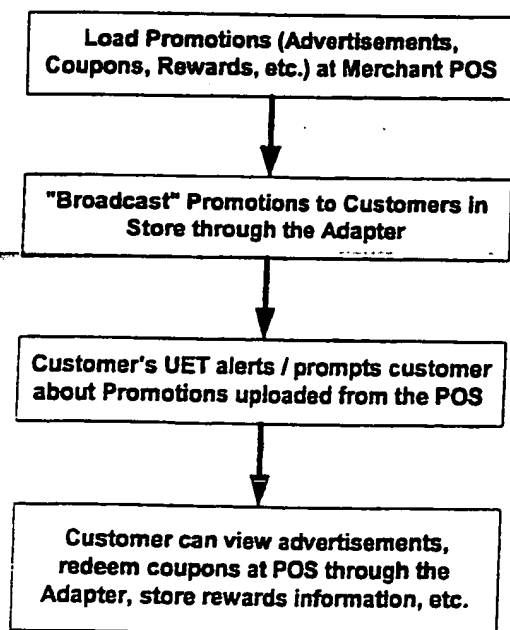 Load Promotions (Advertisements,
Coupons, Rewards, etc.) at Merchant POS
"Broadcast" Promotions to Customers in
Store through the Adapter
Customer's UET alerts / prompts customer
about Promotions uploaded from the POS
Customer can view advertisements,
redeem coupons at POS through the
Adapter, store rewards information, etc.